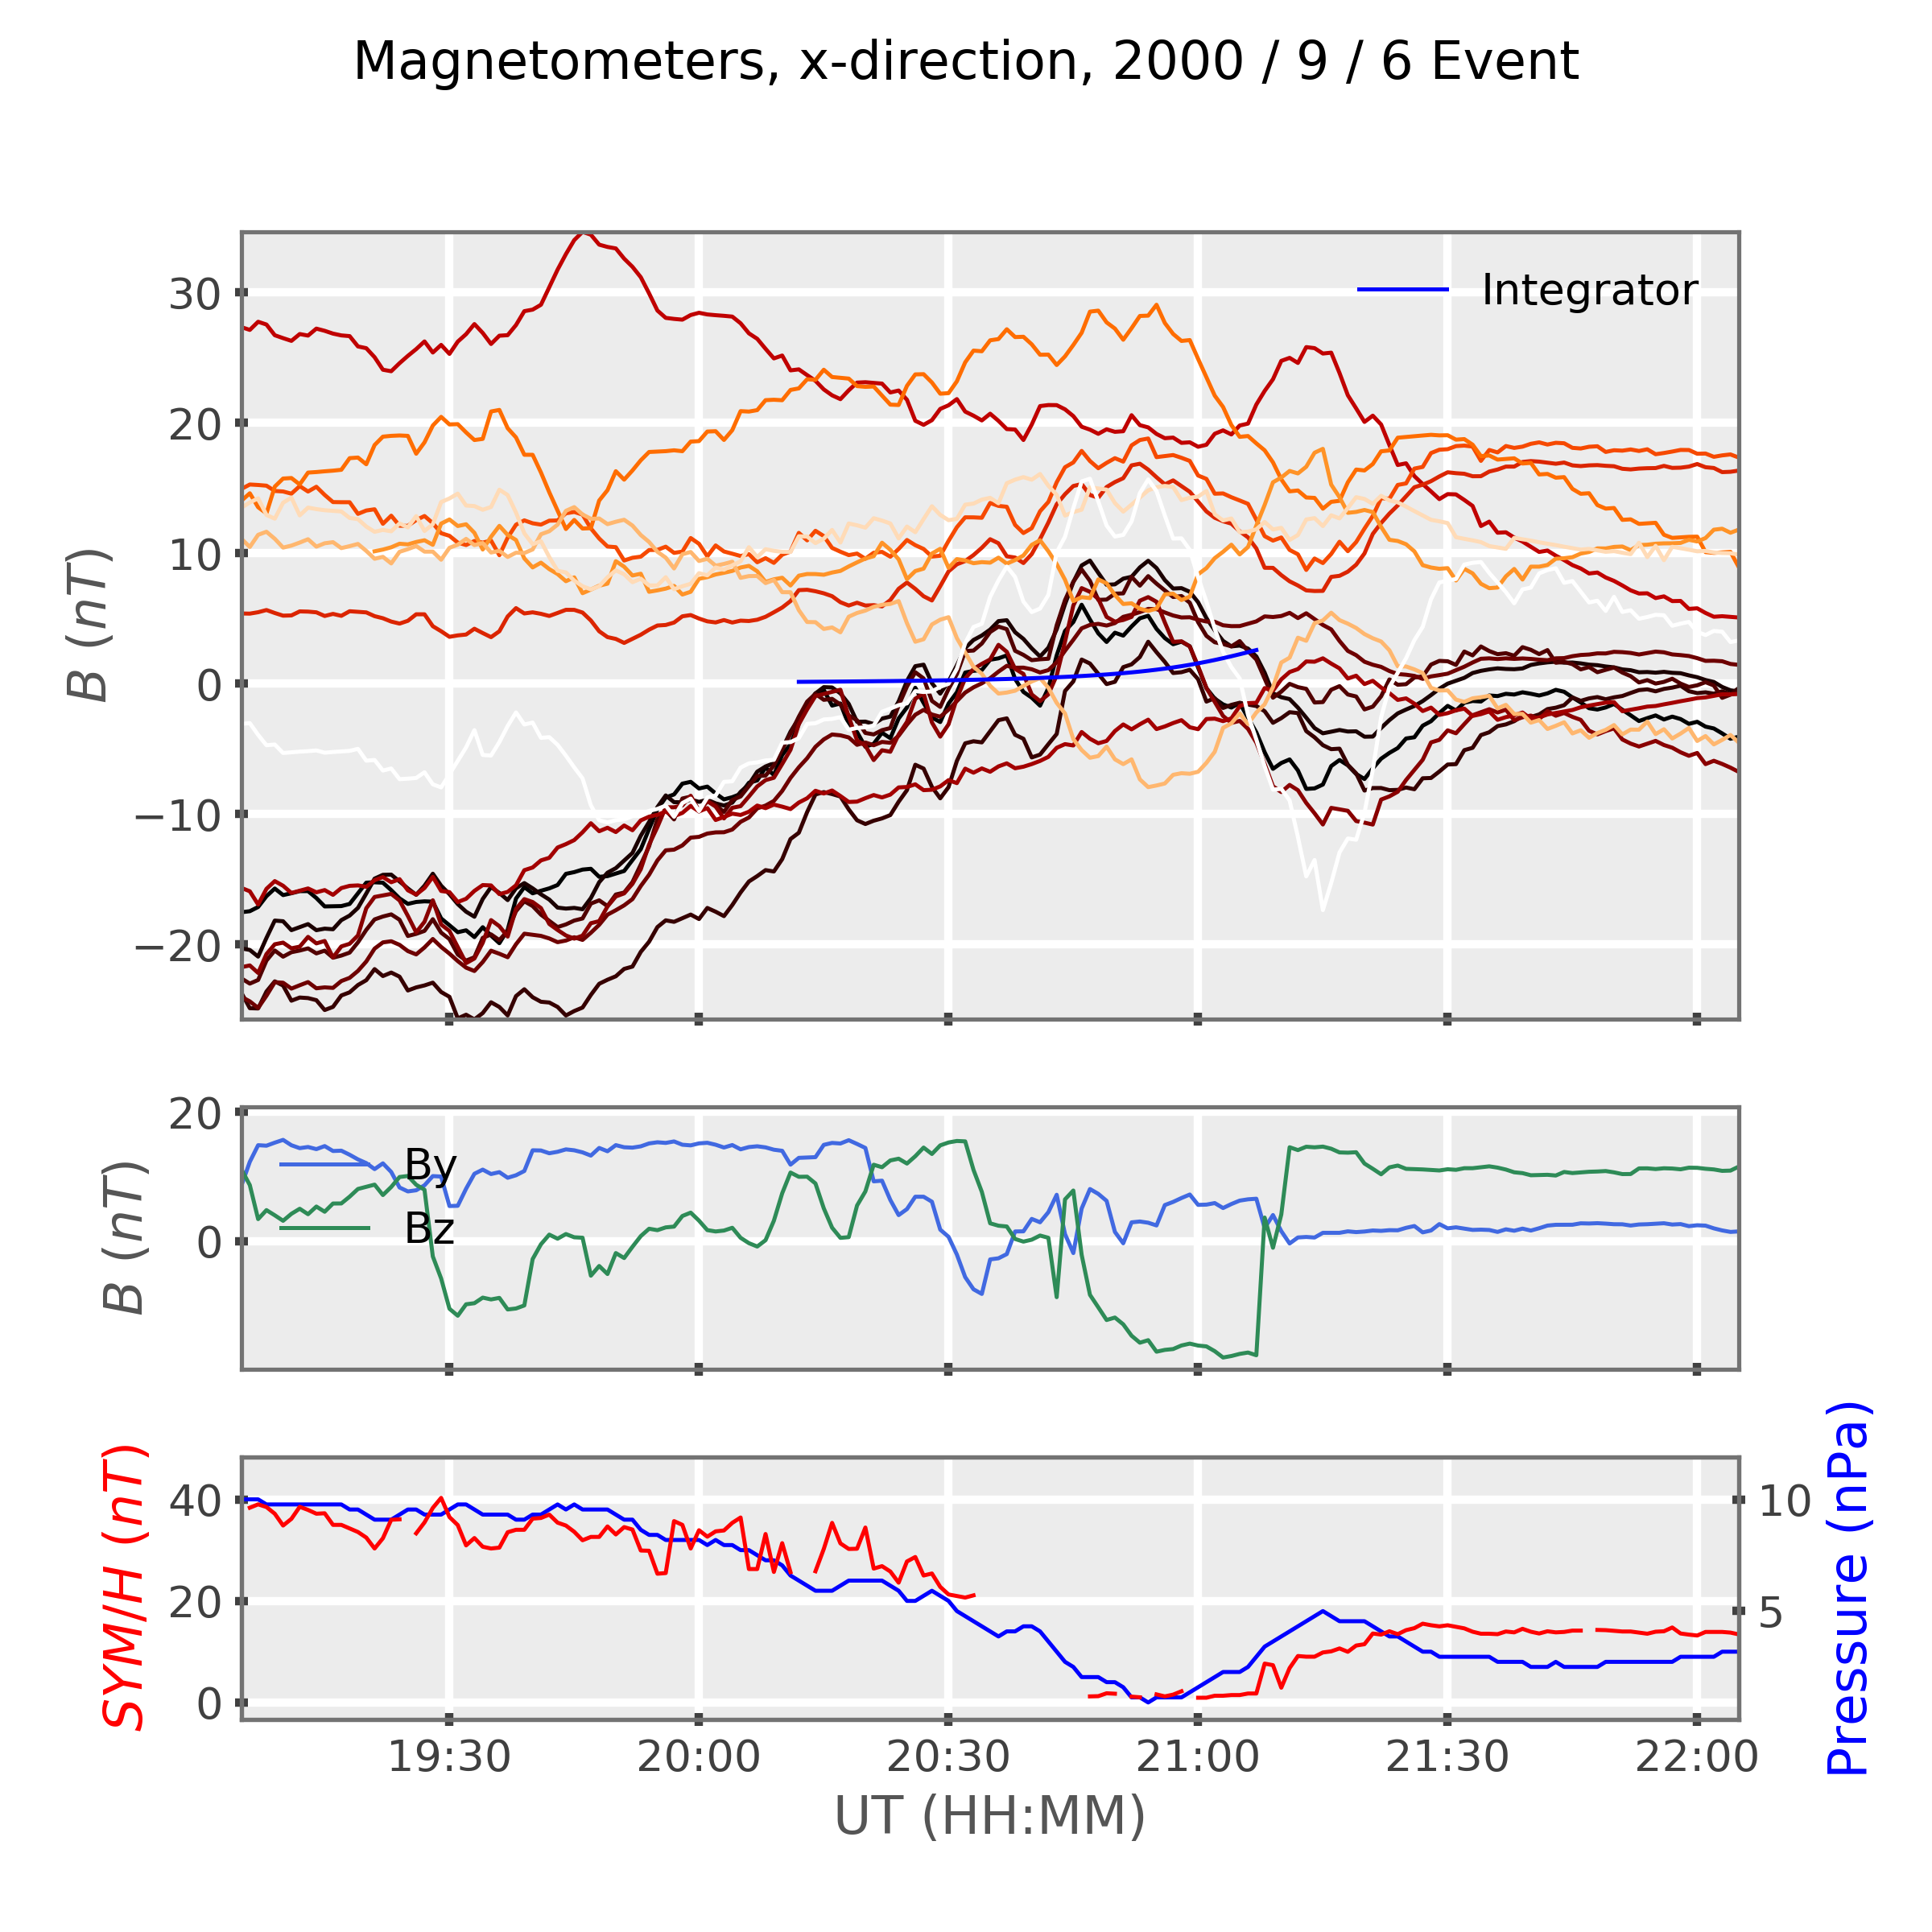 Magnetometers, x-direction, 2000 / 9 / 6 Event
30
20
10
0
−10
−20
B (nT)
Integrator
20
0
B (nT)
By
Bz
40
20
0
SYM/H (nT)
10
5
Pressure (nPa)
19:30 20:00 20:30 21:00 21:30 22:00
UT (HH:MM)